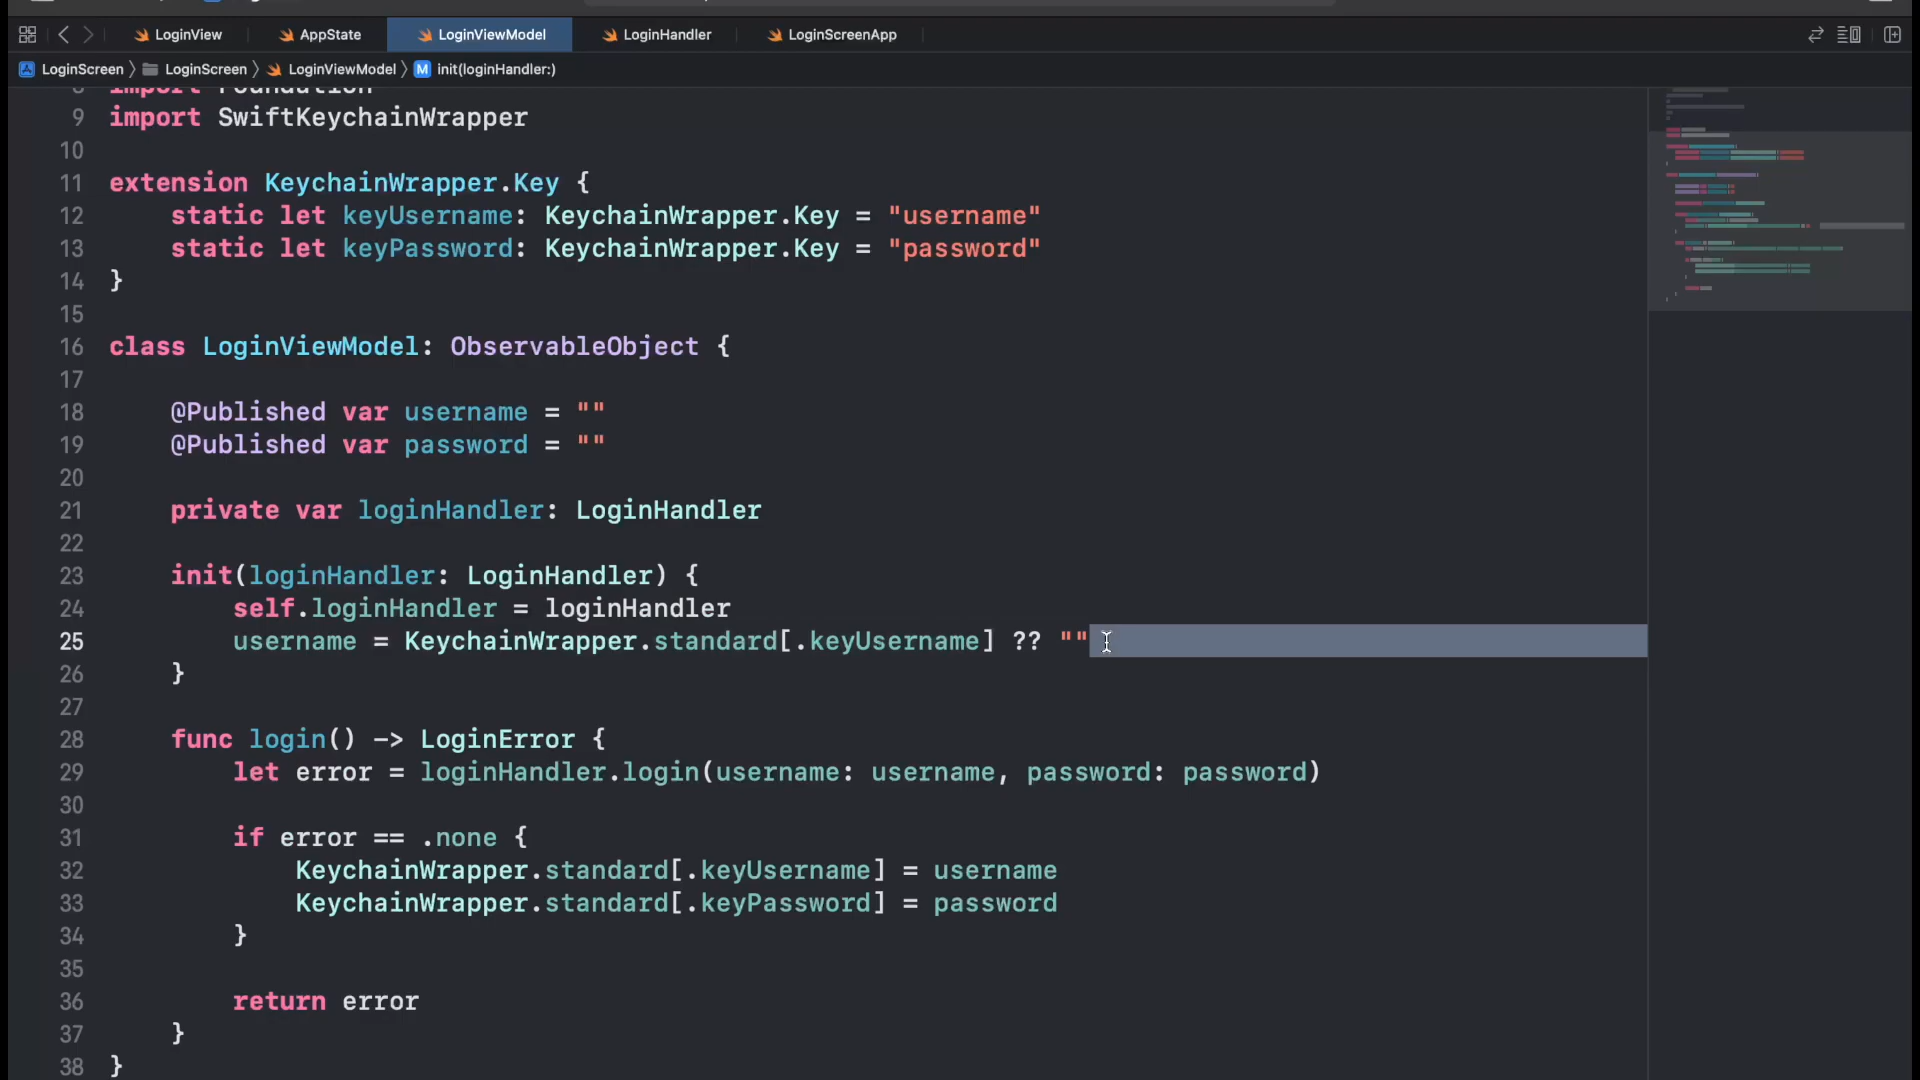 LoginView AppState LoginViewModel LoginHandler LoginScreenApp
LoginScreen LoginScreen LoginViewModel M init(loginHandler:)
8 import Foundation
9 import SwiftKeychainWrapper
10
11 extension KeychainWrapper.Key {
12 static let keyUsername: KeychainWrapper.Key = "username"
13 static let keyPassword: KeychainWrapper.Key = "password"
14 }
15
16 class LoginViewModel: ObservableObject {
17
18 @Published var username = ""
19 @Published var password = ""
20
21 private var loginHandler: LoginHandler
22
23 init(loginHandler: LoginHandler) {
24 self.loginHandler = loginHandler
25 username = KeychainWrapper.standard[.keyUsername] ?? ""
26 }
27
28 func login() -> LoginError {
29 let error = loginHandler.login(username: username, password: password)
30
31 if error == .none {
32 KeychainWrapper.standard[.keyUsername] = username
33 KeychainWrapper.standard[.keyPassword] = password
34 }
35
36 return error
37 }
38 }